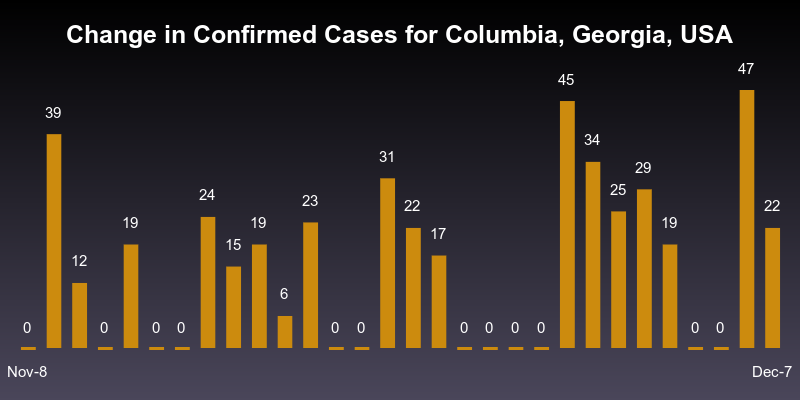 Change in Confirmed Cases for Columbia, Georgia, USA
0 39 12 0 19 0 0 24 15 19 6 23 0 0 31 22 17 0 0 0 0 45 34 25 29 19 0 0 47 22
Nov-8 Dec-7